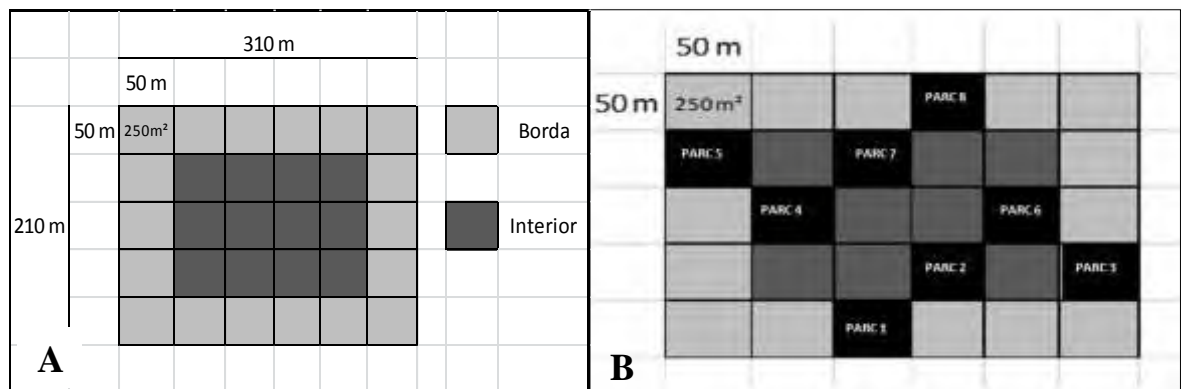 310 m
50 m
50 m 250m² Borda
210 m Interior
A
50 m
50 m 250m² PARC 8
PARC 5 PARC 7
PARC 4 PARC 6
PARC 2 PARC 3
PARC 1
B